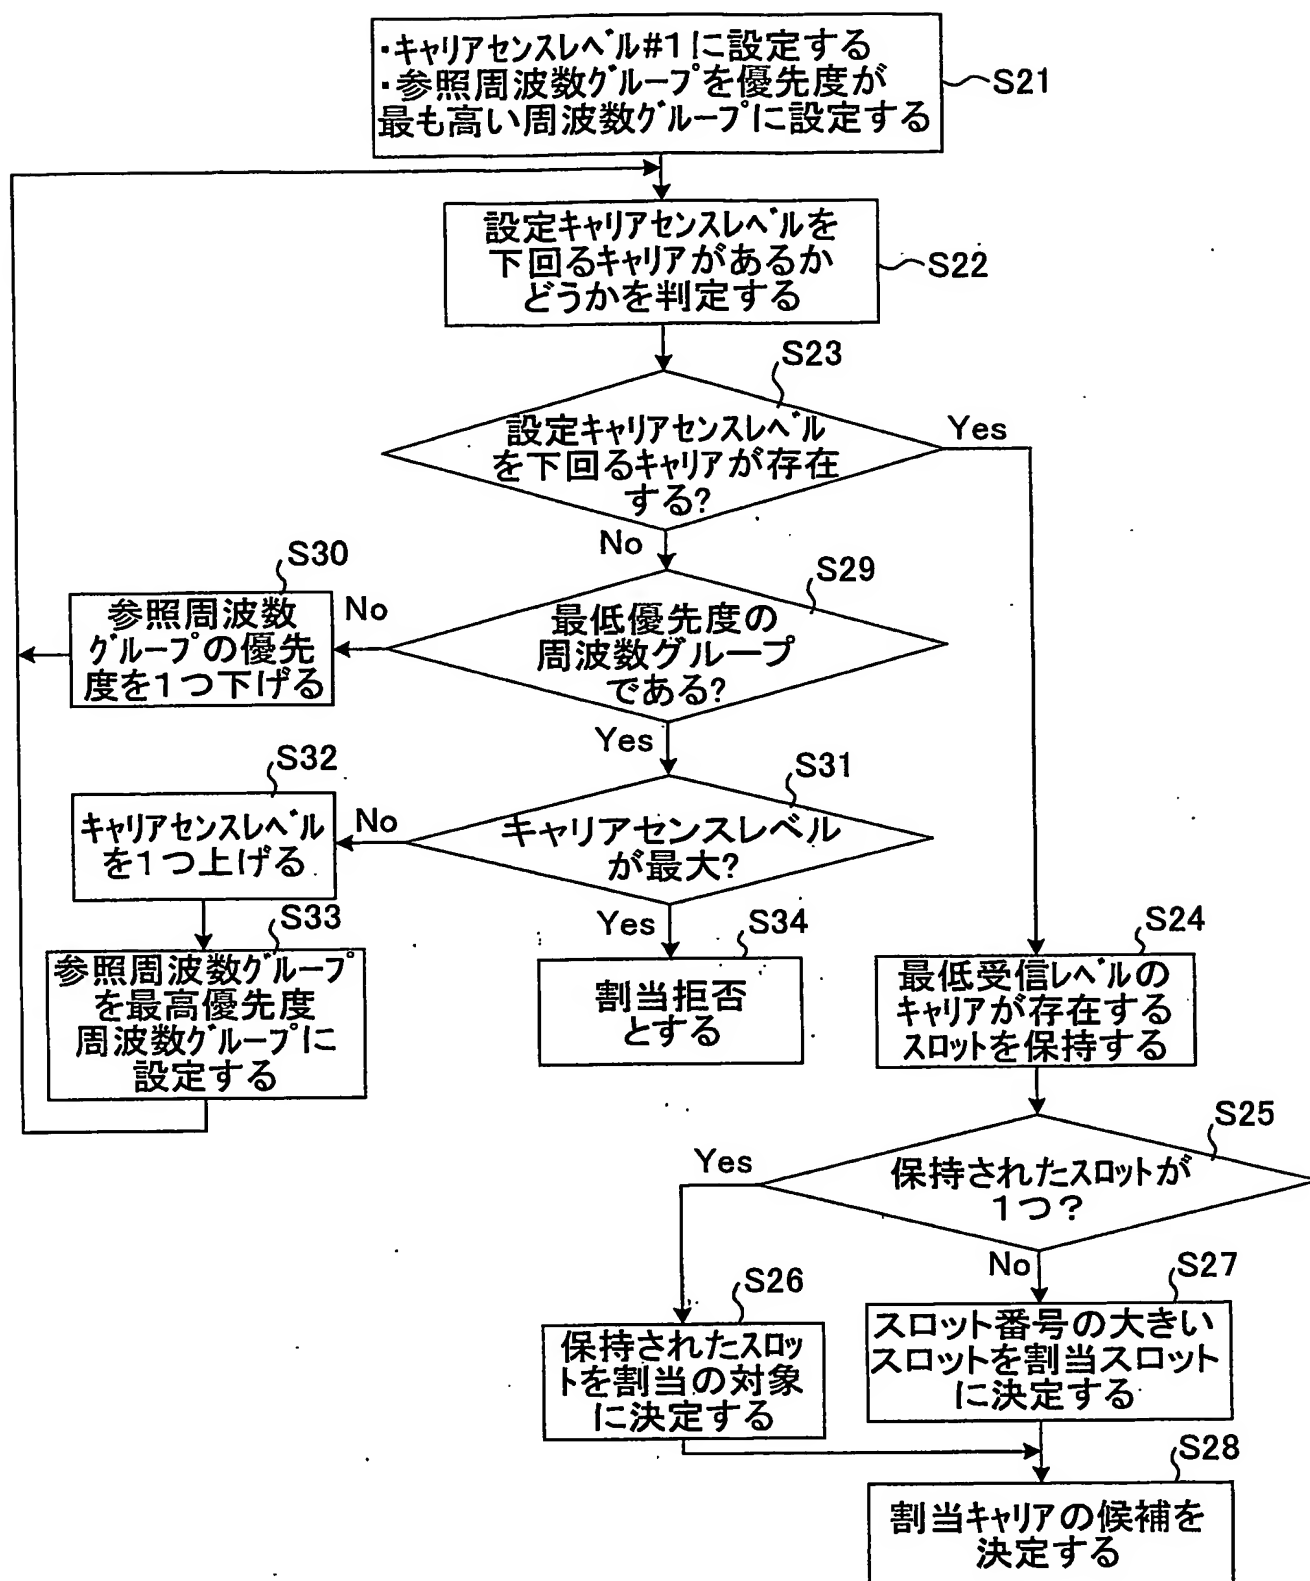 ・キャリアセンスレベル#1に設定する
・参照周波数グループを優先度が
最も高い周波数グループに設定する
S21
設定キャリアセンスレベルを
下回るキャリアがあるか
どうかを判定する
S22
S23
設定キャリアセンスレベル
を下回るキャリアが存在
する?
Yes
No
S30
参照周波数
グループの優先
度を1つ下げる
No
S29
最低優先度の
周波数グループ
である?
Yes
S32
キャリアセンスレベル
を1つ上げる
No
S31
キャリアセンスレベル
が最大?
Yes
S33
参照周波数グループ
を最高優先度
周波数グループに
設定する
S34
割当拒否
とする
S24
最低受信レベルの
キャリアが存在する
スロットを保持する
S25
Yes
保持されたスロットが
1つ?
No
S26
保持されたスロッ
トを割当の対象
に決定する
S27
スロット番号の大きい
スロットを割当スロット
に決定する
S28
割当キャリアの候補を
決定する